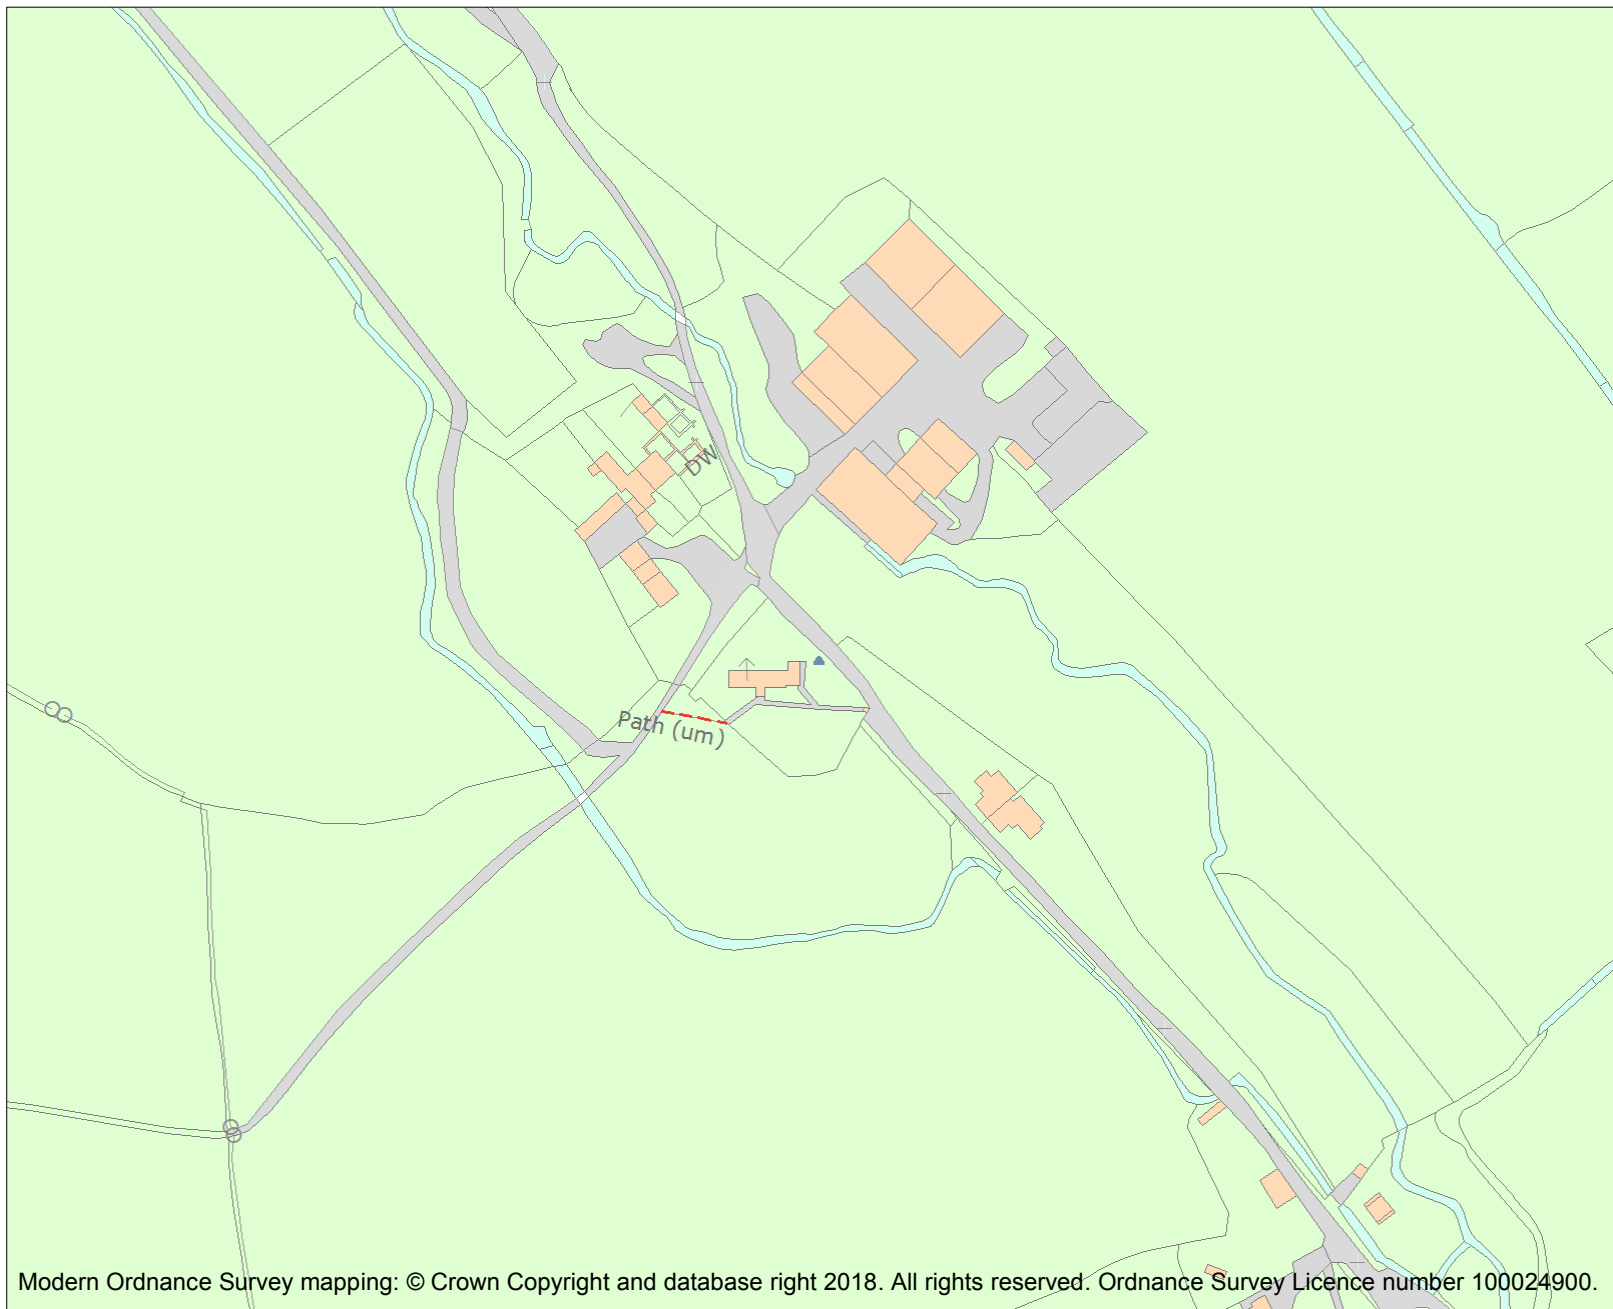 DW
Path (um)
Modern Ordnance Survey mapping: © Crown Copyright and database right 2018. All rights reserved. Ordnance Survey Licence number 100024900.